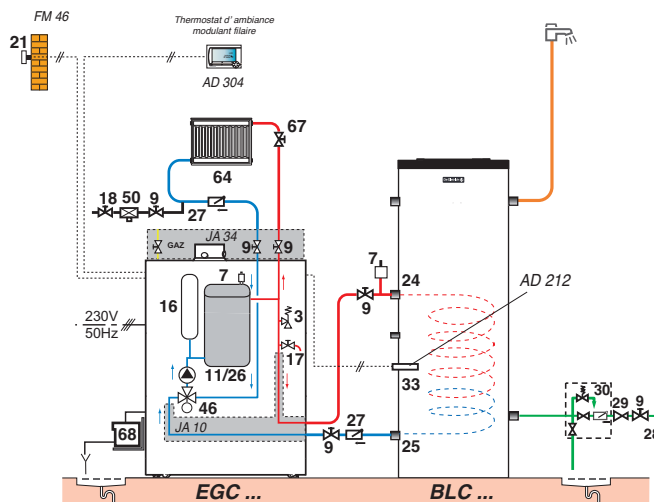 FM 46
21
Thermostat d' ambiance
modulant filaire
AD 304
67
64
18 50 9
27
GAZ
JA 34
9 9
7
16
3
17
230V
50Hz
11/26
46
68
JA 10
7
24
9
AD 212
33
27
9
25
30
29 9
28
EGC ...
BLC ...